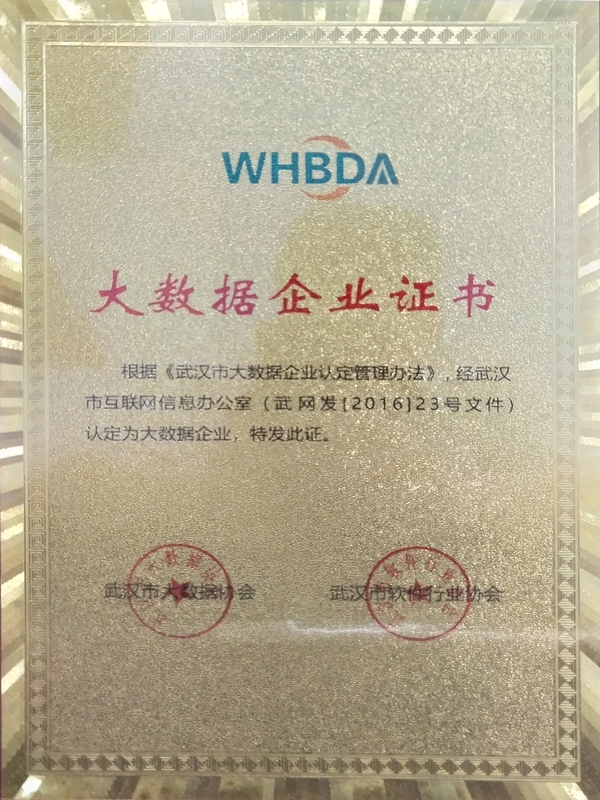 WHBDA
大数据企业证书
根据《武汉市大数据企业认定管理办法》,经武汉
市互联网信息办公室（武网发[2016]23号文件）
认定为大数据企业，特发此证。
武汉市大数据协会
武汉市软件行业协会